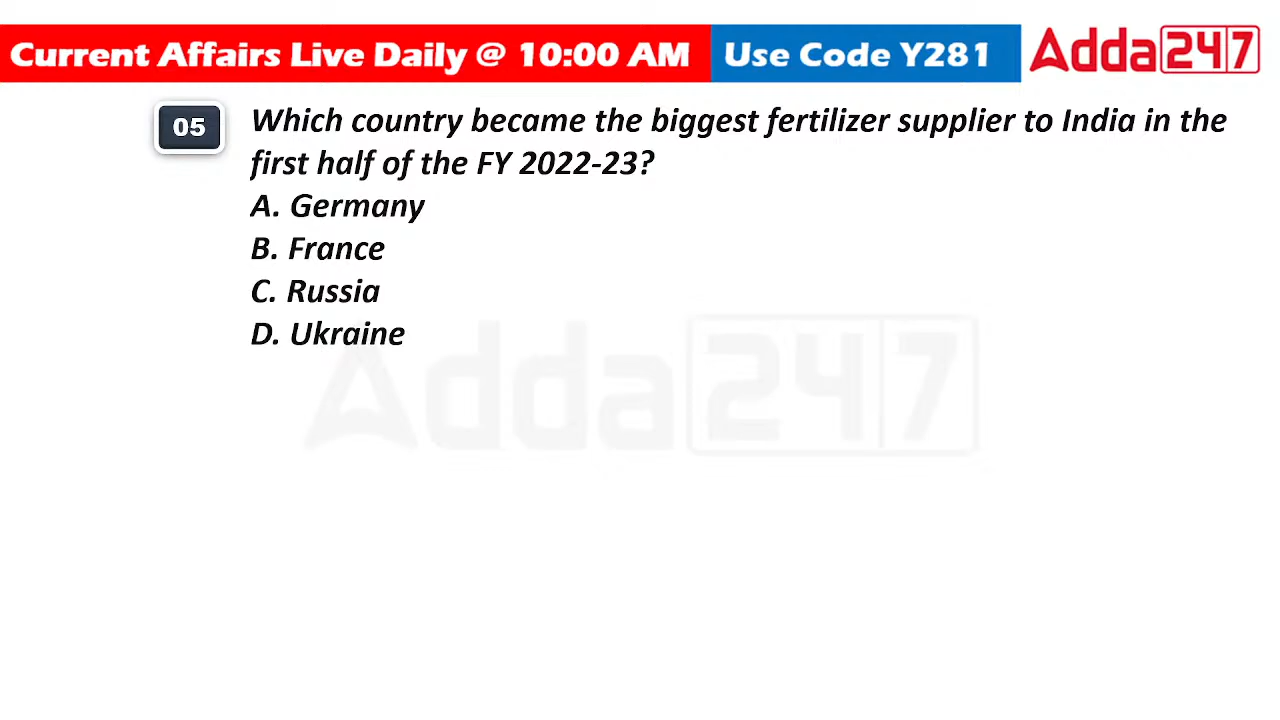 Current Affairs Live Daily @ 10:00 AM Use Code Y281 Adda247
05 Which country became the biggest fertilizer supplier to India in the
first half of the FY 2022-23?
A. Germany
B. France
C. Russia
D. Ukraine
Adda247